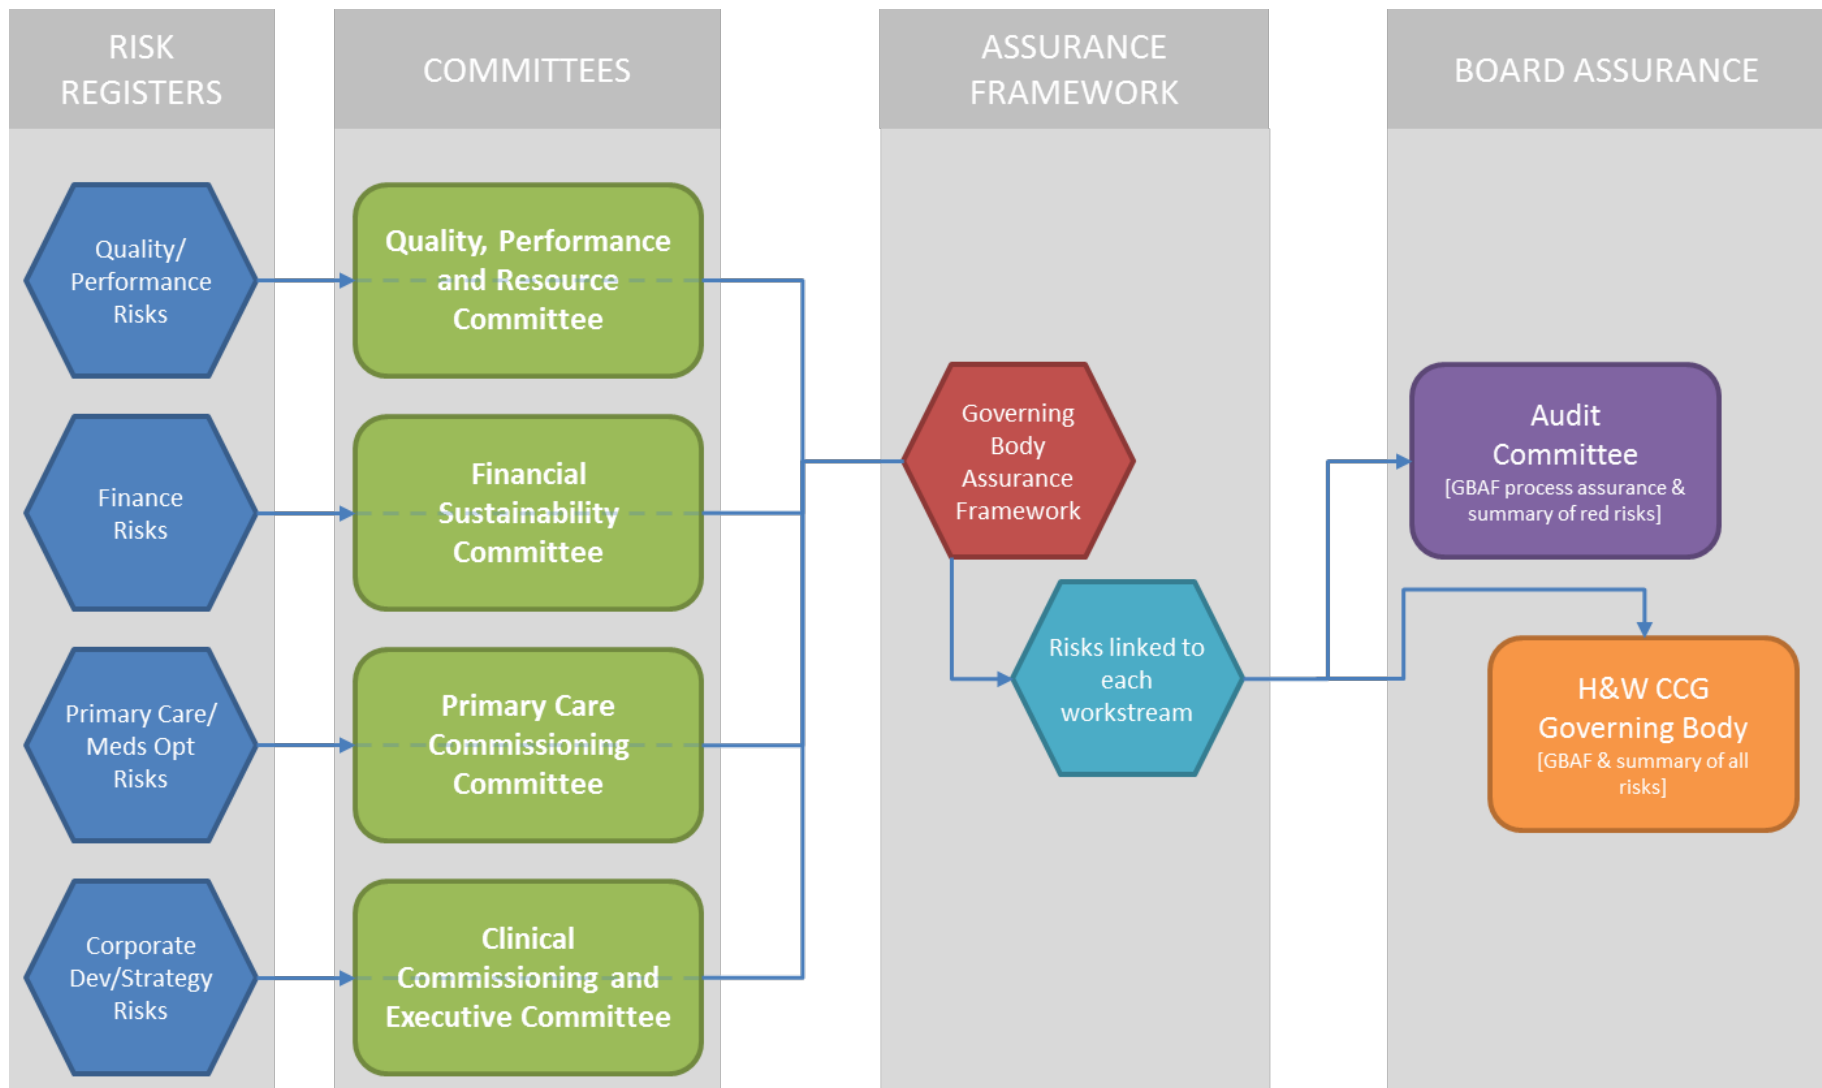 RISK
REGISTERS
COMMITTEES
ASSURANCE
FRAMEWORK
BOARD ASSURANCE
Quality/
Performance
Risks
Quality, Performance
and Resource
Committee
Finance
Risks
Financial
Sustainability
Committee
Primary Care/
Meds Opt
Risks
Primary Care
Commissioning
Committee
Corporate
Dev/Strategy
Risks
Clinical
Commissioning and
Executive Committee
Governing
Body
Assurance
Framework
Risks linked to
each
workstream
Audit
Committee
[GBAF process assurance &
summary of red risks]
H&W CCG
Governing Body
[GBAF & summary of all
risks]